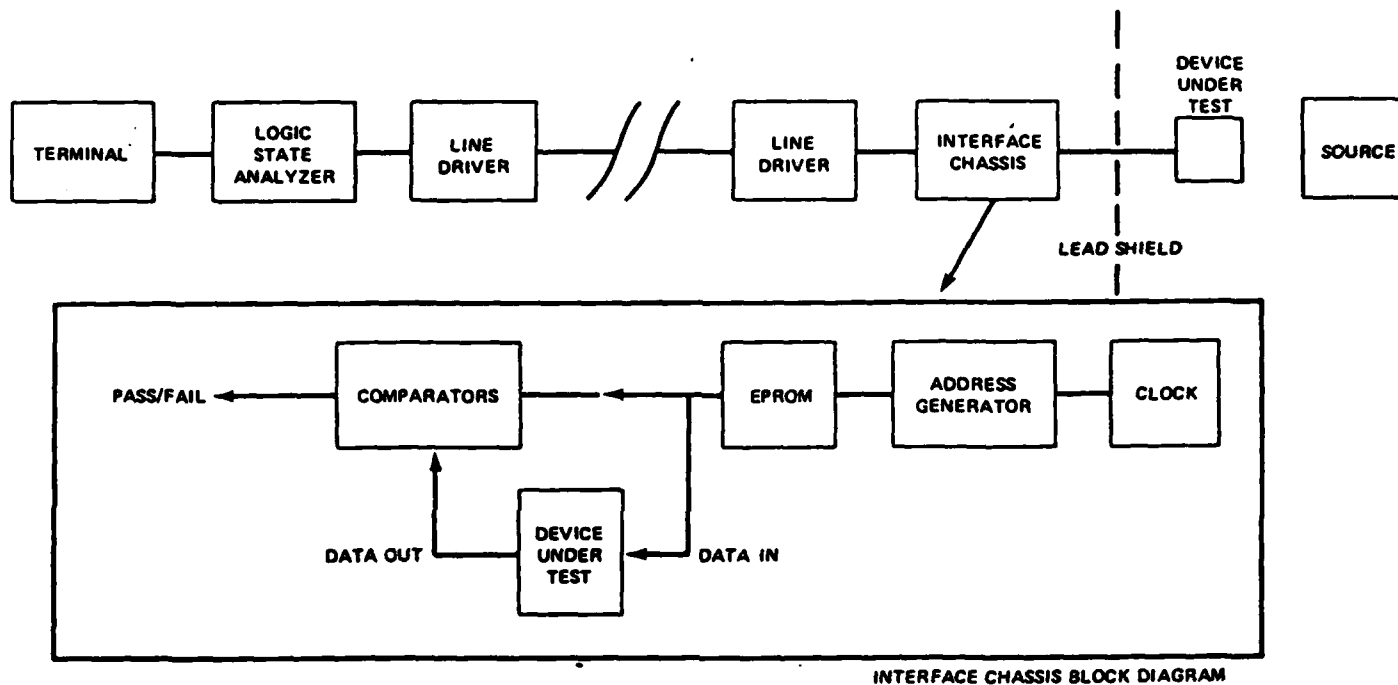 TERMINAL
LOGIC
STATE
ANALYZER
LINE
DRIVER
LINE
DRIVER
INTERFACE
CHASSIS
DEVICE
UNDER
TEST
SOURCE
LEAD SHIELD
PASS/FAIL
COMPARATORS
EPROM
ADDRESS
GENERATOR
CLOCK
DATA OUT
DEVICE
UNDER
TEST
DATA IN
INTERFACE CHASSIS BLOCK DIAGRAM